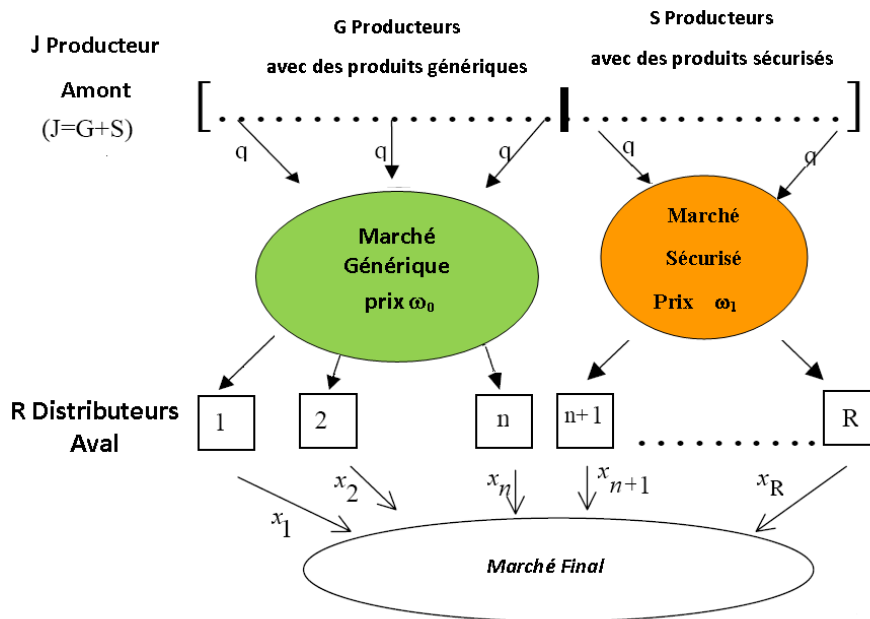 J Producteur
Amont
(J=G+S)
G Producteurs
avec des produits génériques
S Producteurs
avec des produits sécurisés
q
q
q
q
q
Marché
Générique
prix ω₀
Marché
Sécurisé
Prix ω₁
R Distributeurs
Aval
1
2
n
n+1
R
x₁
x₂
xₙ
xₙ₊₁
x_R
Marché Final